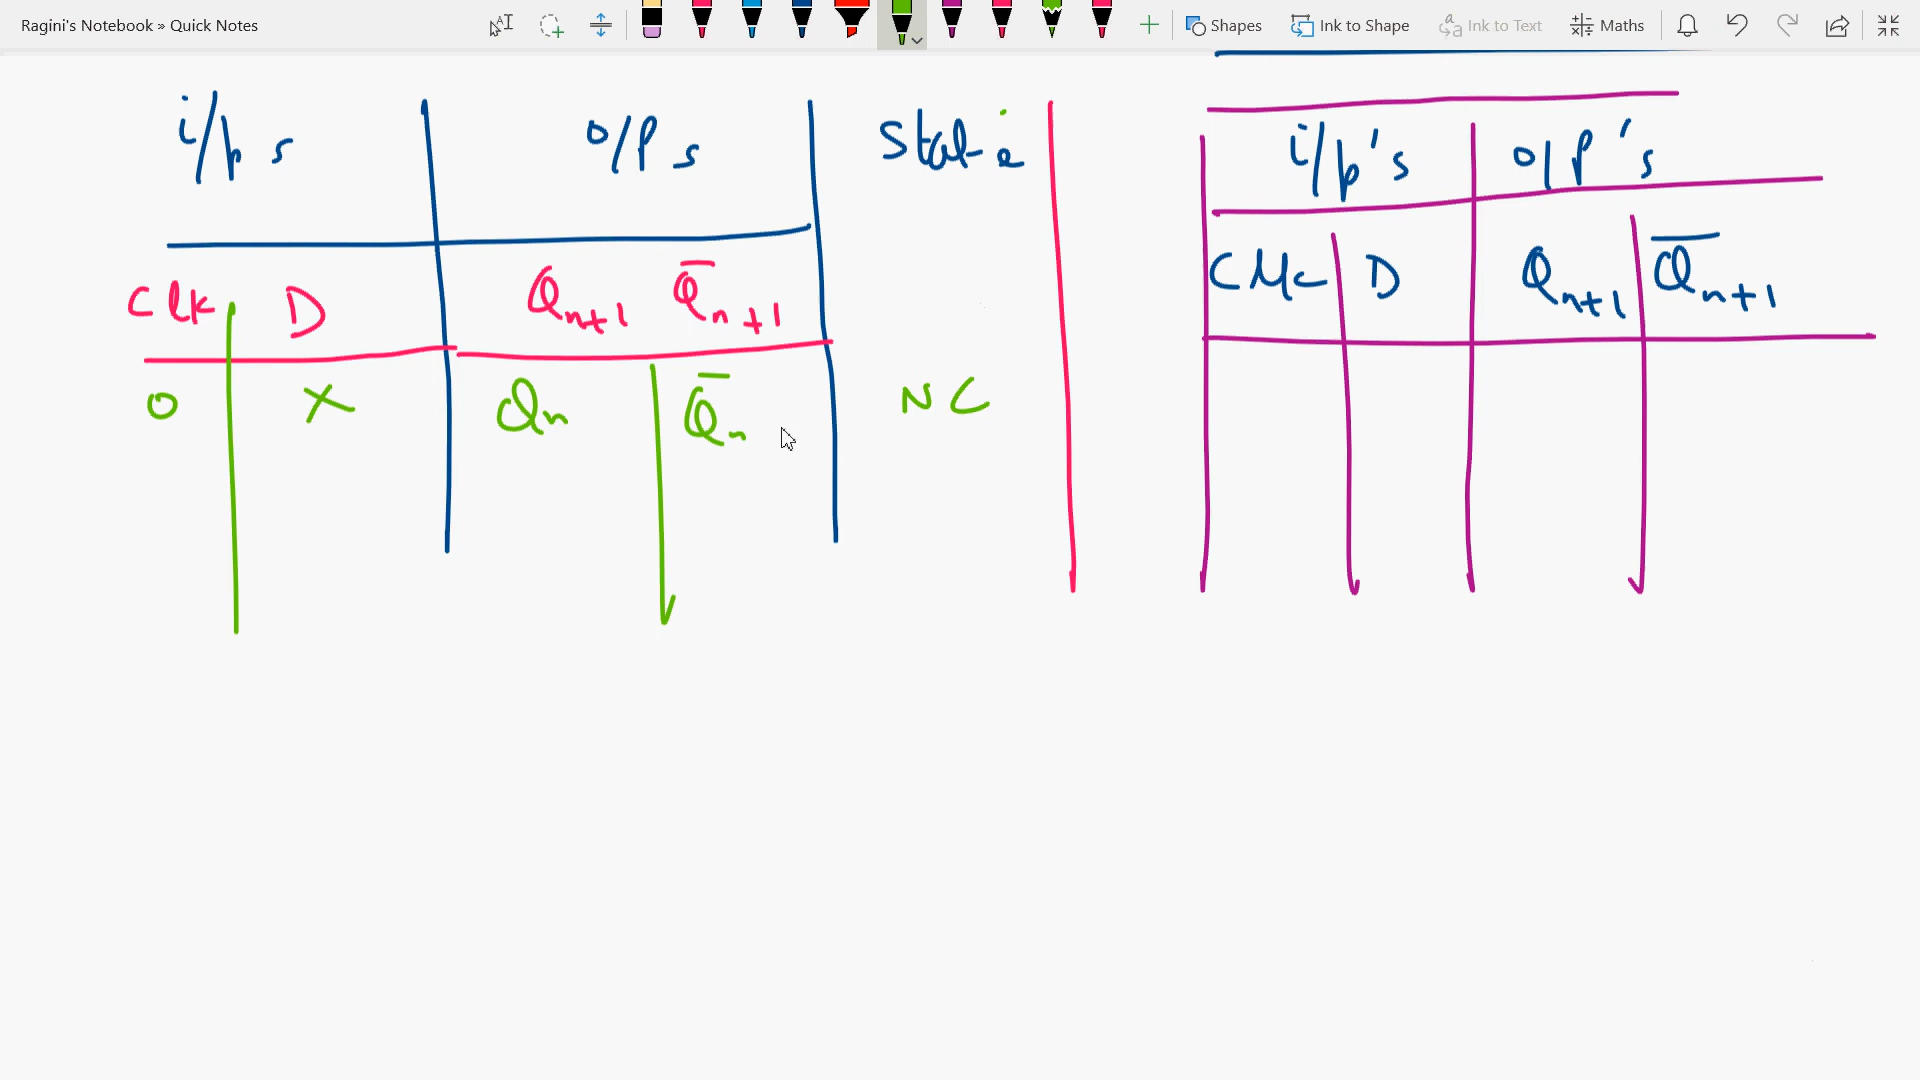 Ragini's Notebook » Quick Notes
Shapes
Ink to Shape
Ink to Text
Maths
i/p s
o/p s
State
Clk
D
Qn+1
Q̅n+1
0
X
Qn
Q̅n
NC
i/p's
o/p's
Clk
D
Qn+1
Q̅n+1